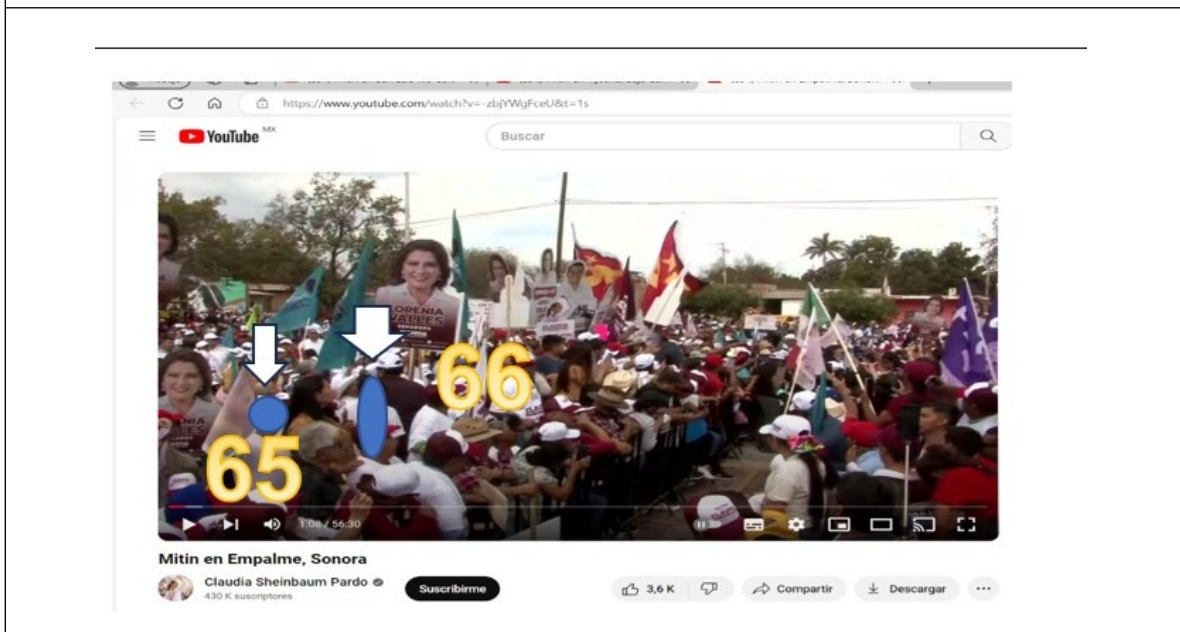 https://www.youtube.com/watch?v=-zbjYWgFceU&t=1s
YouTube MX
Buscar
LORENIA
VALLES
66
65
1:08 / 56:30
Mitin en Empalme, Sonora
Claudia Sheinbaum Pardo
430 K suscriptores
Suscribirme
3,6 K
Compartir
Descargar